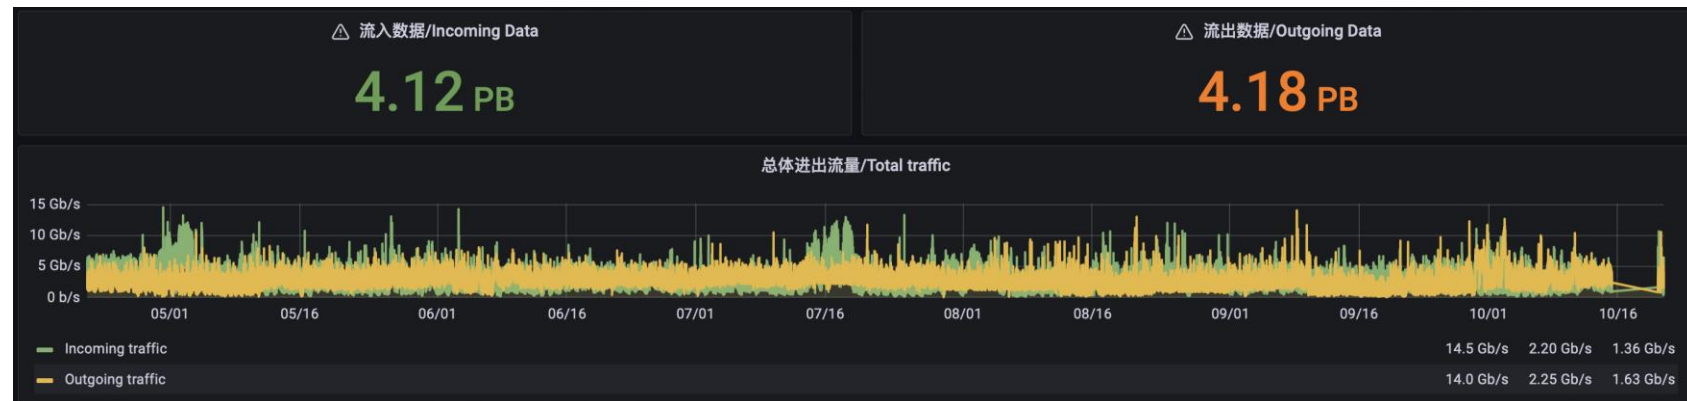 流入数据/Incoming Data
流出数据/Outgoing Data
4.12 PB
4.18 PB
总体进出流量/Total traffic
15 Gb/s
10 Gb/s
5 Gb/s
0 b/s
05/01 05/16 06/01 06/16 07/01 07/16 08/01 08/16 09/01 09/16 10/01 10/16
Incoming traffic 14.5 Gb/s 2.20 Gb/s 1.36 Gb/s
Outgoing traffic 14.0 Gb/s 2.25 Gb/s 1.63 Gb/s